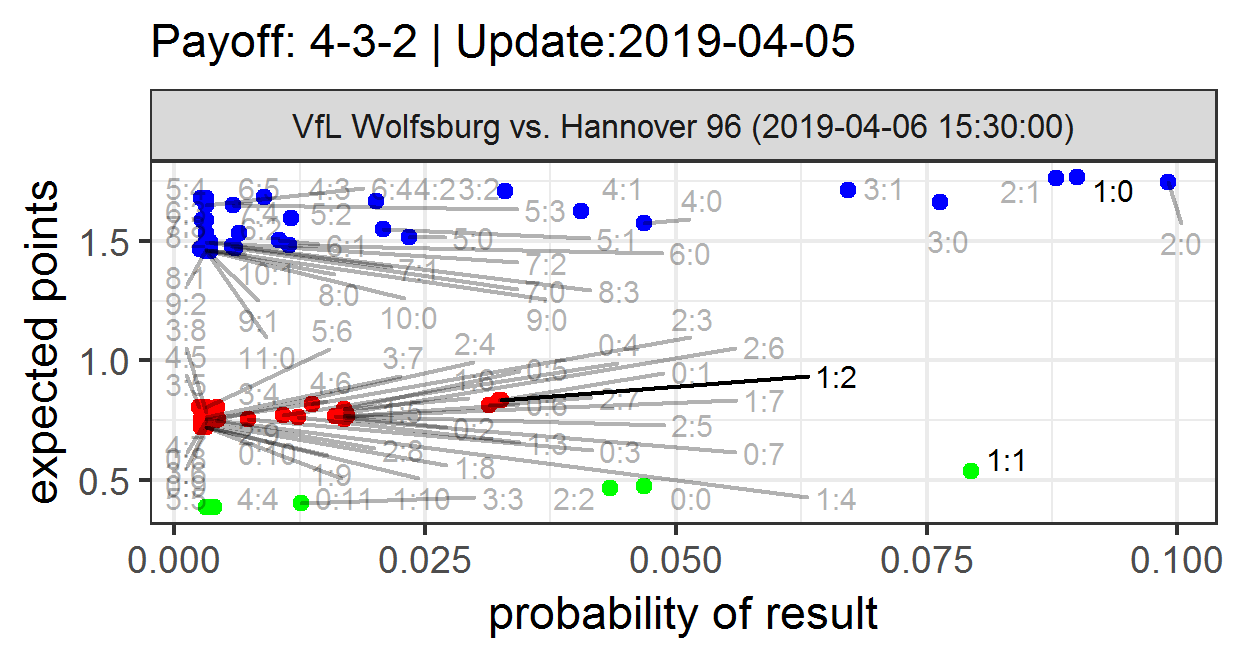 Payoff: 4-3-2 | Update:2019-04-05
VfL Wolfsburg vs. Hannover 96 (2019-04-06 15:30:00)
expected points
1.5
1.0
0.5
5:4 6:5 4:3 6:4 4:2 3:2 4:1 3:1 2:1 1:0
7:4 5:2 5:3 4:0
6:2 6:1 5:0 5:1 6:0 3:0 2:0
8:1 10:1 7:1 7:2
8:0 7:0 8:3
9:2 9:1 10:0 9:0
3:8 5:6 2:3
4:5 11:0 3:7 2:4 0:4 2:6
3:5 3:4 4:6 1:6 0:5 0:1 1:2
1:5 0:6 2:7 1:7
2:9 0:2 2:5
0:10 2:8 1:3 0:3 0:7 1:1
1:9 1:8
5:5 4:4 0:11 1:10 3:3 2:2 0:0 1:4
0.000 0.025 0.050 0.075 0.100
probability of result